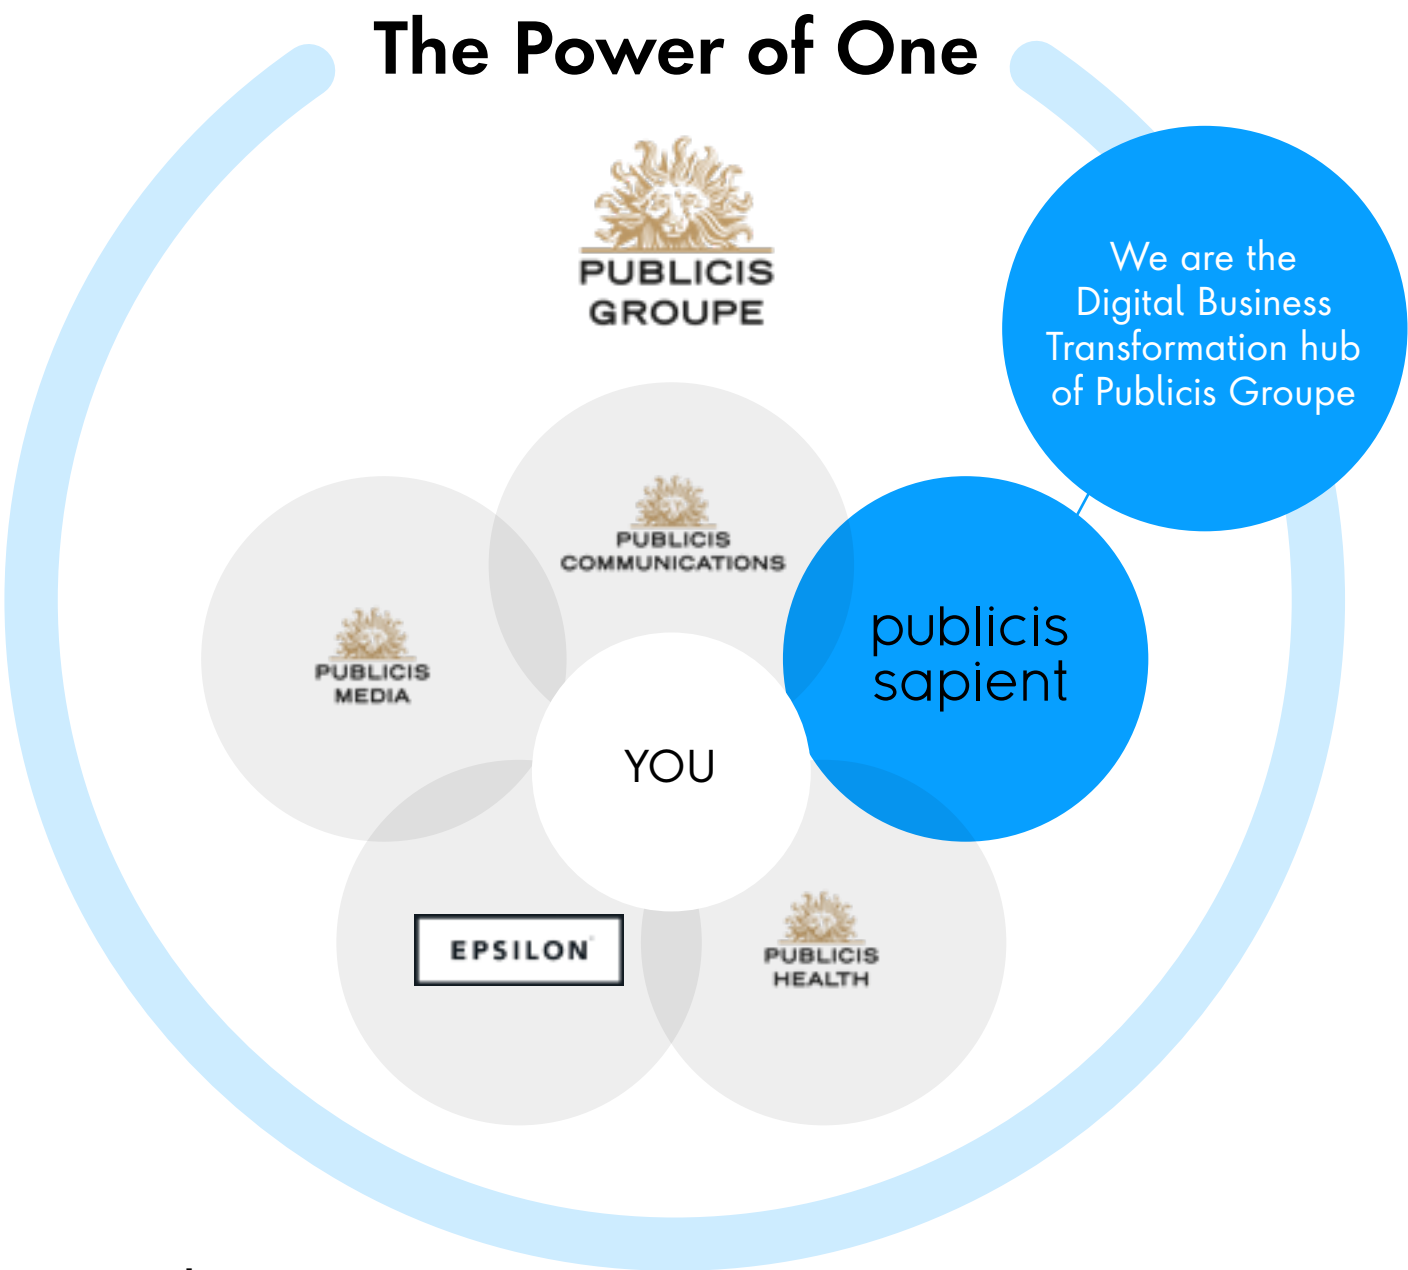 The Power of One
PUBLICIS
GROUPE
We are the
Digital Business
Transformation hub
of Publicis Groupe
PUBLICIS
COMMUNICATIONS
publicis
sapient
PUBLICIS
MEDIA
YOU
EPSILON
PUBLICIS
HEALTH